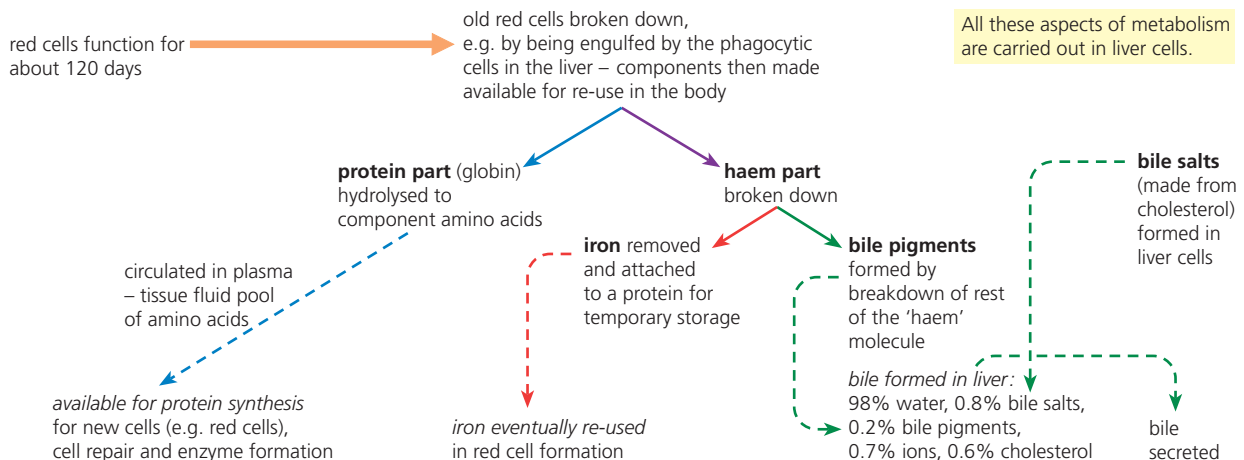 red cells function for
about 120 days
old red cells broken down,
e.g. by being engulfed by the phagocytic
cells in the liver – components then made
available for re-use in the body
All these aspects of metabolism
are carried out in liver cells.
protein part (globin)
hydrolysed to
component amino acids
haem part
broken down
bile salts
(made from
cholesterol)
formed in
liver cells
circulated in plasma
– tissue fluid pool
of amino acids
iron removed
and attached
to a protein for
temporary storage
bile pigments
formed by
breakdown of rest
of the ‘haem’
molecule
available for protein synthesis
for new cells (e.g. red cells),
cell repair and enzyme formation
iron eventually re-used
in red cell formation
bile formed in liver:
98% water, 0.8% bile salts,
0.2% bile pigments,
0.7% ions, 0.6% cholesterol
bile
secreted